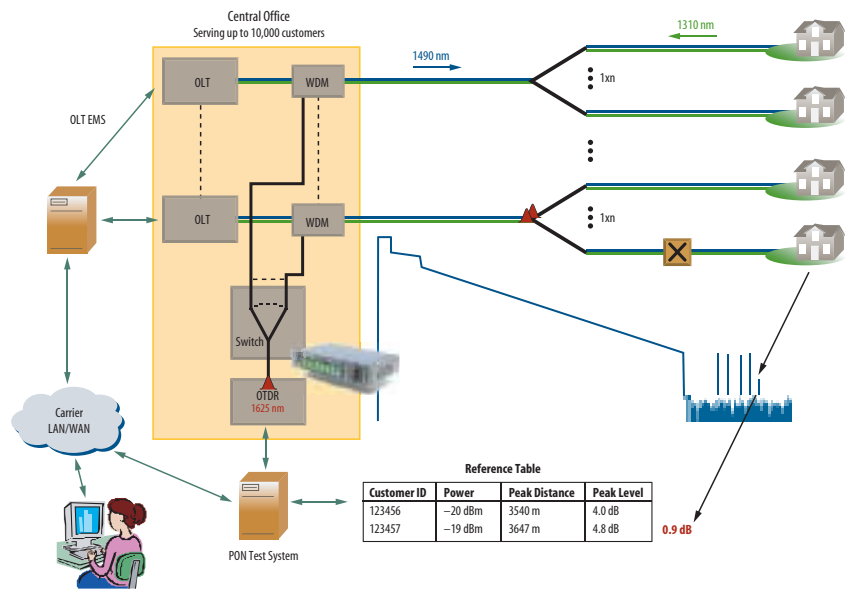 Central Office
Serving up to 10,000 customers
1490 nm
1310 nm
OLT
WDM
1xn
OLT EMS
OLT
WDM
1xn
Switch
OTDR
1625 nm
Carrier
LAN/WAN
PON Test System
Reference Table
Customer ID Power Peak Distance Peak Level
123456 –20 dBm 3540 m 4.0 dB
123457 –19 dBm 3647 m 4.8 dB
0.9 dB